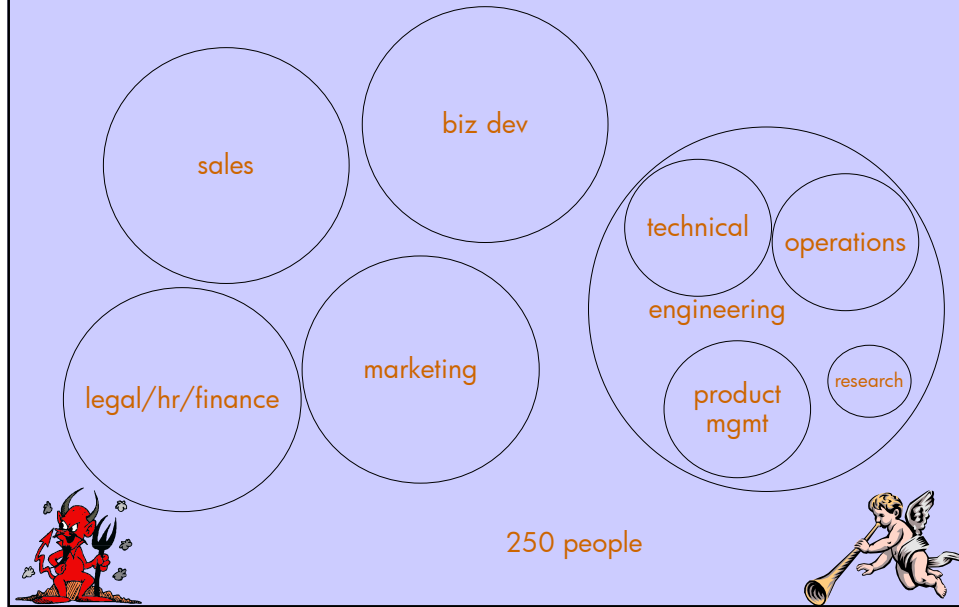 biz dev
sales
technical
operations
engineering
marketing
research
legal/hr/finance
product
mgmt
250 people